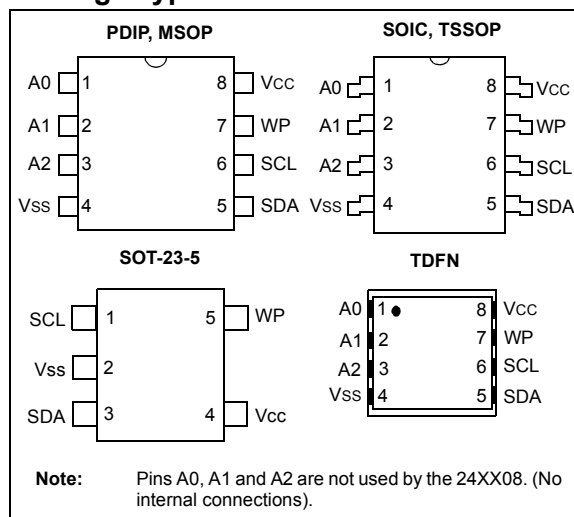 PDIP, MSOP
A0 1 8 VCC
A1 2 7 WP
A2 3 6 SCL
VSS 4 5 SDA
SOIC, TSSOP
A0 1 8 VCC
A1 2 7 WP
A2 3 6 SCL
VSS 4 5 SDA
SOT-23-5
SCL 1 5 WP
Vss 2
SDA 3 4 Vcc
TDFN
A0 1 8 VCC
A1 2 7 WP
A2 3 6 SCL
VSS 4 5 SDA
Note: Pins A0, A1 and A2 are not used by the 24XX08. (No
internal connections).